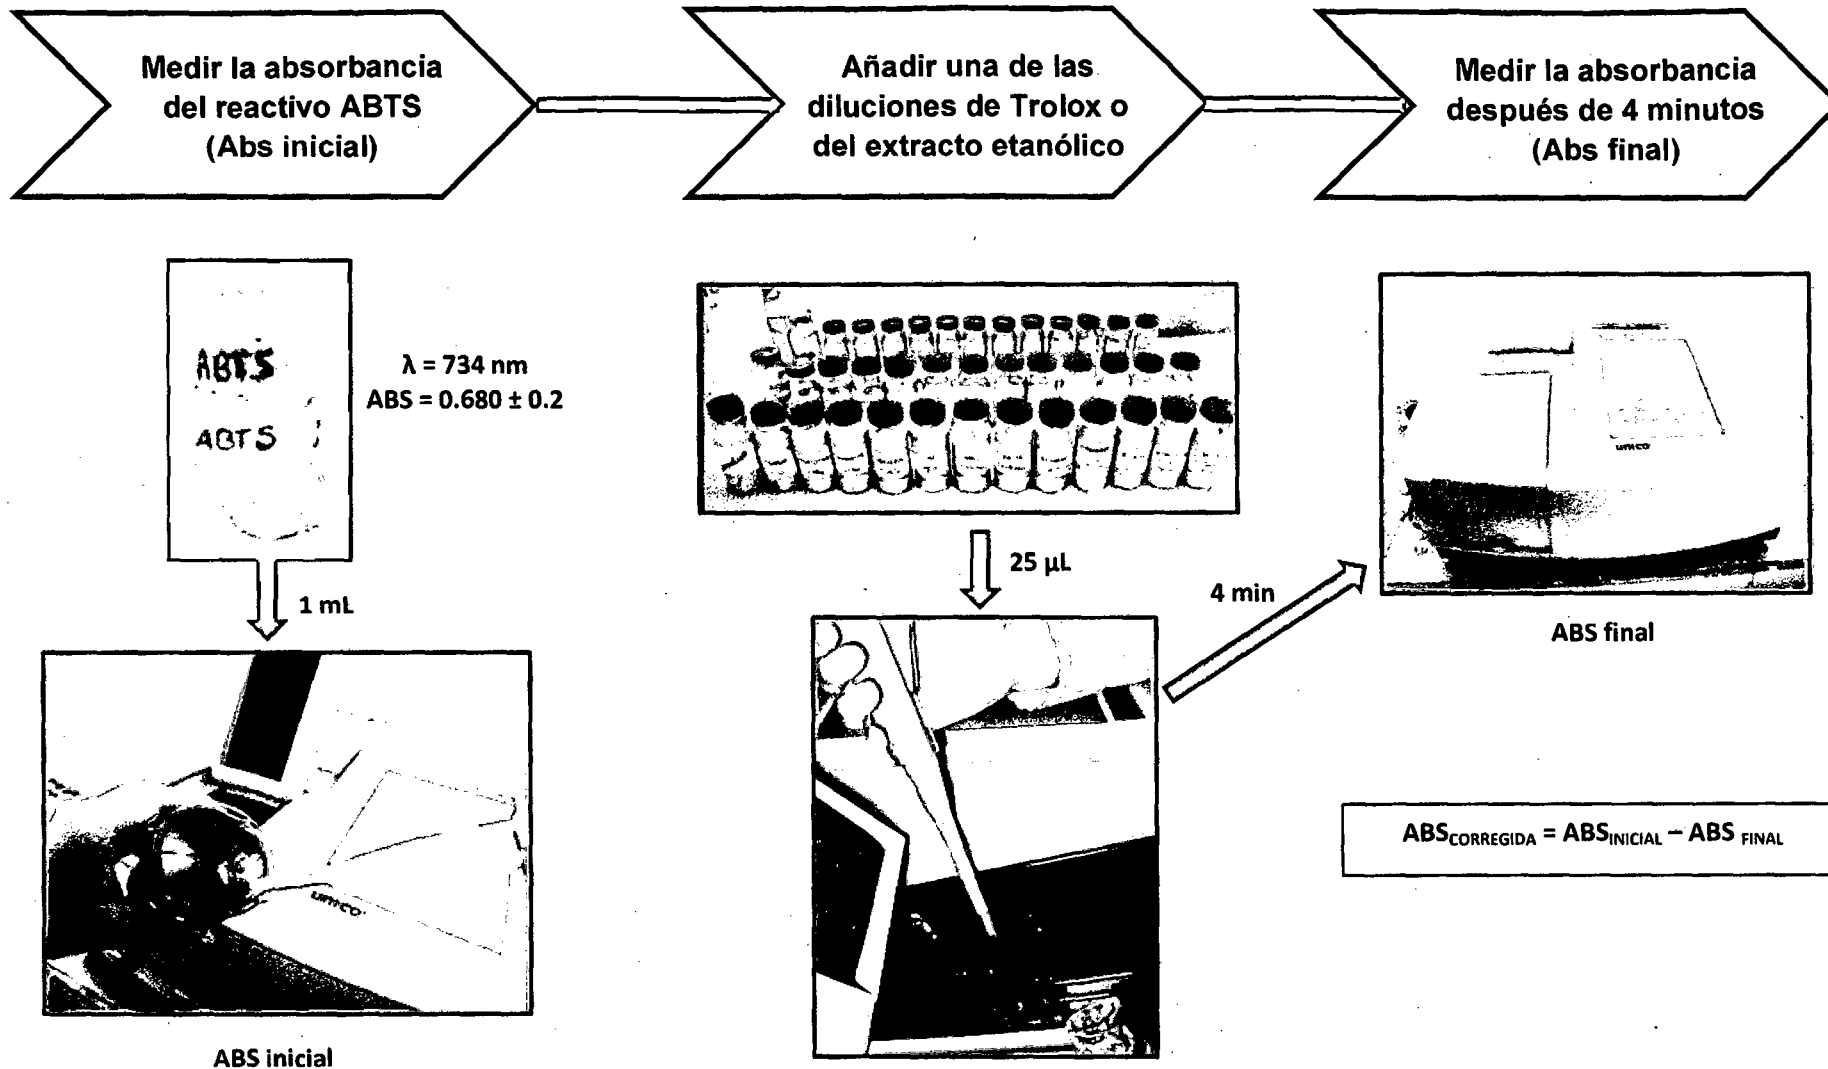 Medir la absorbancia
del reactivo ABTS
(Abs inicial)
Añadir una de las
diluciones de Trolox o
del extracto etanólico
Medir la absorbancia
después de 4 minutos
(Abs final)
ABTS
ABTS
λ = 734 nm
ABS = 0.680 ± 0.2
1 mL
unico
ABS inicial
25 µL
4 min
unico
ABS final
ABSCORREGIDA = ABSINICIAL – ABS FINAL